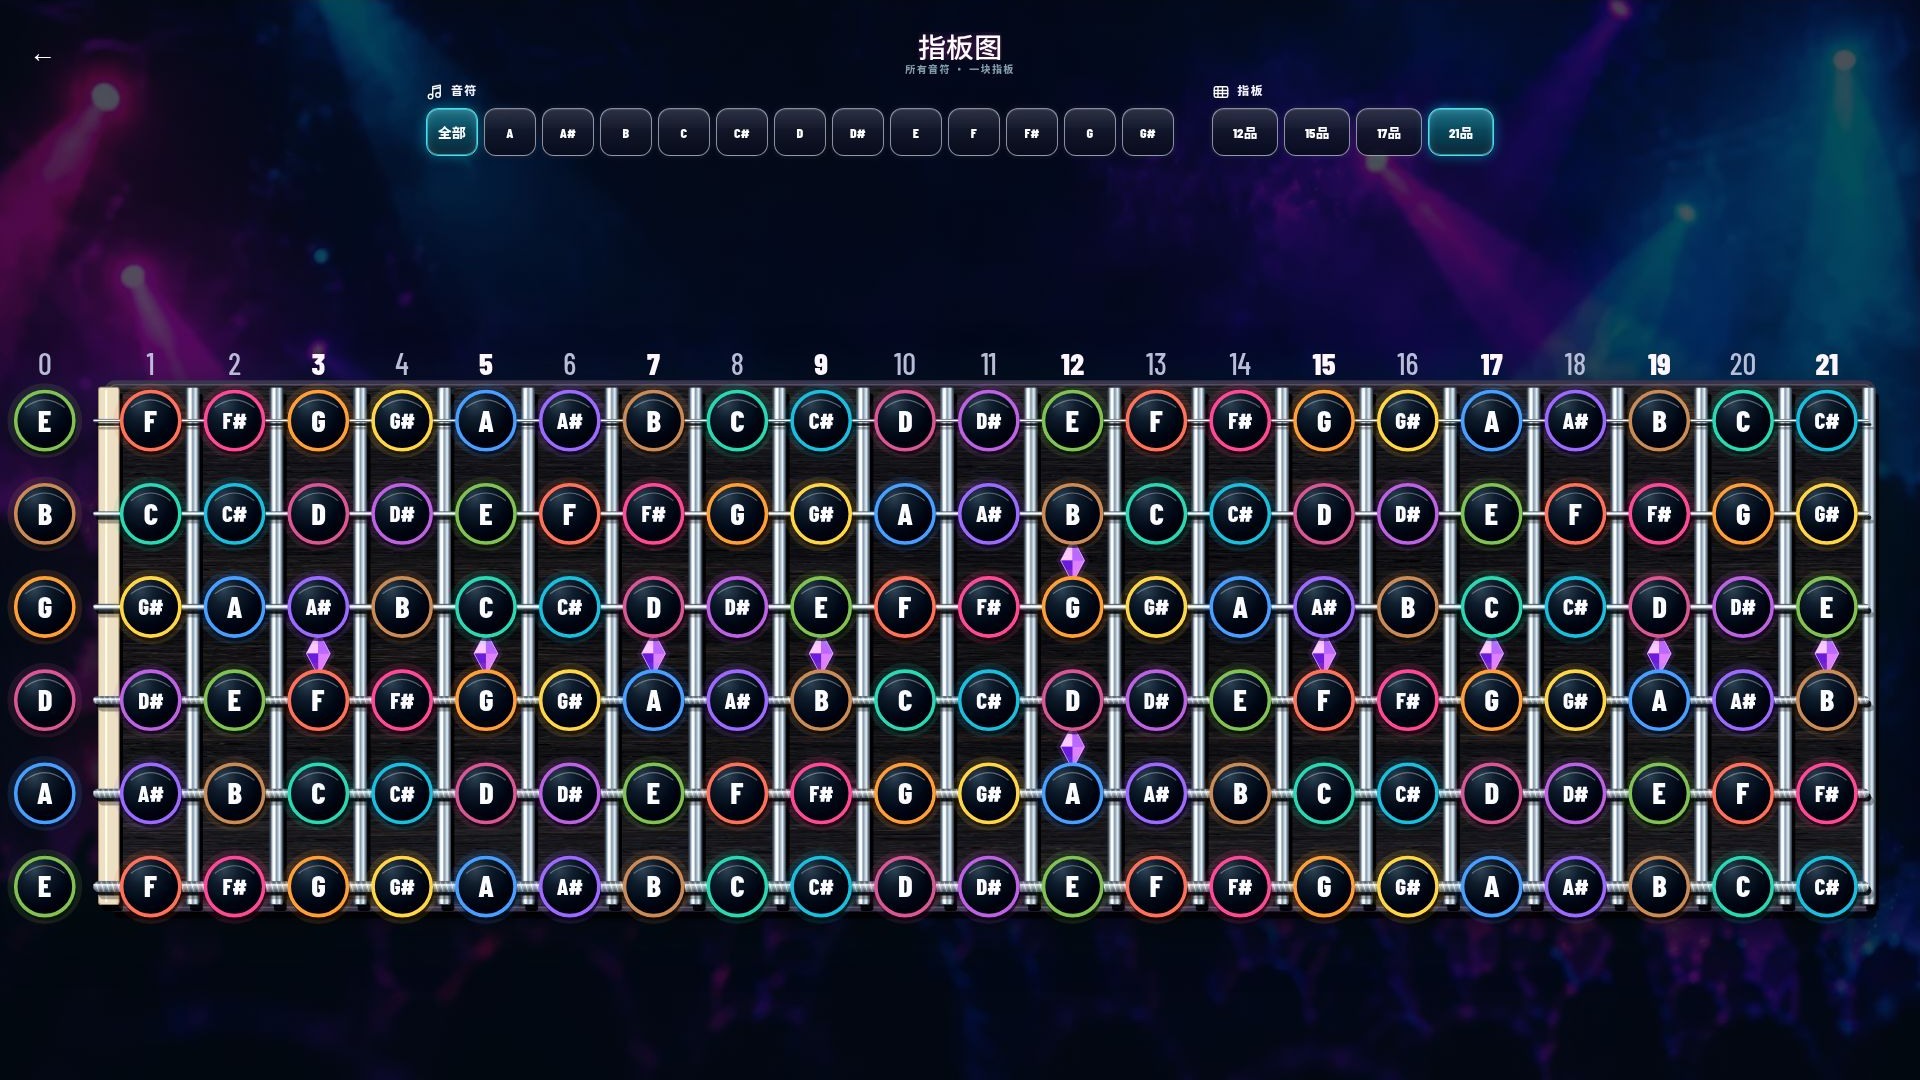 ←
指板图
所有音符 • 一块指板
音符
指板
全部 A A# B C C# D D# E F F# G G# 12品 15品 17品 21品
0 1 2 3 4 5 6 7 8 9 10 11 12 13 14 15 16 17 18 19 20 21
E F F# G G# A A# B C C# D D# E F F# G G# A A# B C C#
B C C# D D# E F F# G G# A A# B C C# D D# E F F# G G#
G G# A A# B C C# D D# E F F# G G# A A# B C C# D D# E
D D# E F F# G G# A A# B C C# D D# E F F# G G# A A# B
A A# B C C# D D# E F F# G G# A A# B C C# D D# E F F#
E F F# G G# A A# B C C# D D# E F F# G G# A A# B C C#